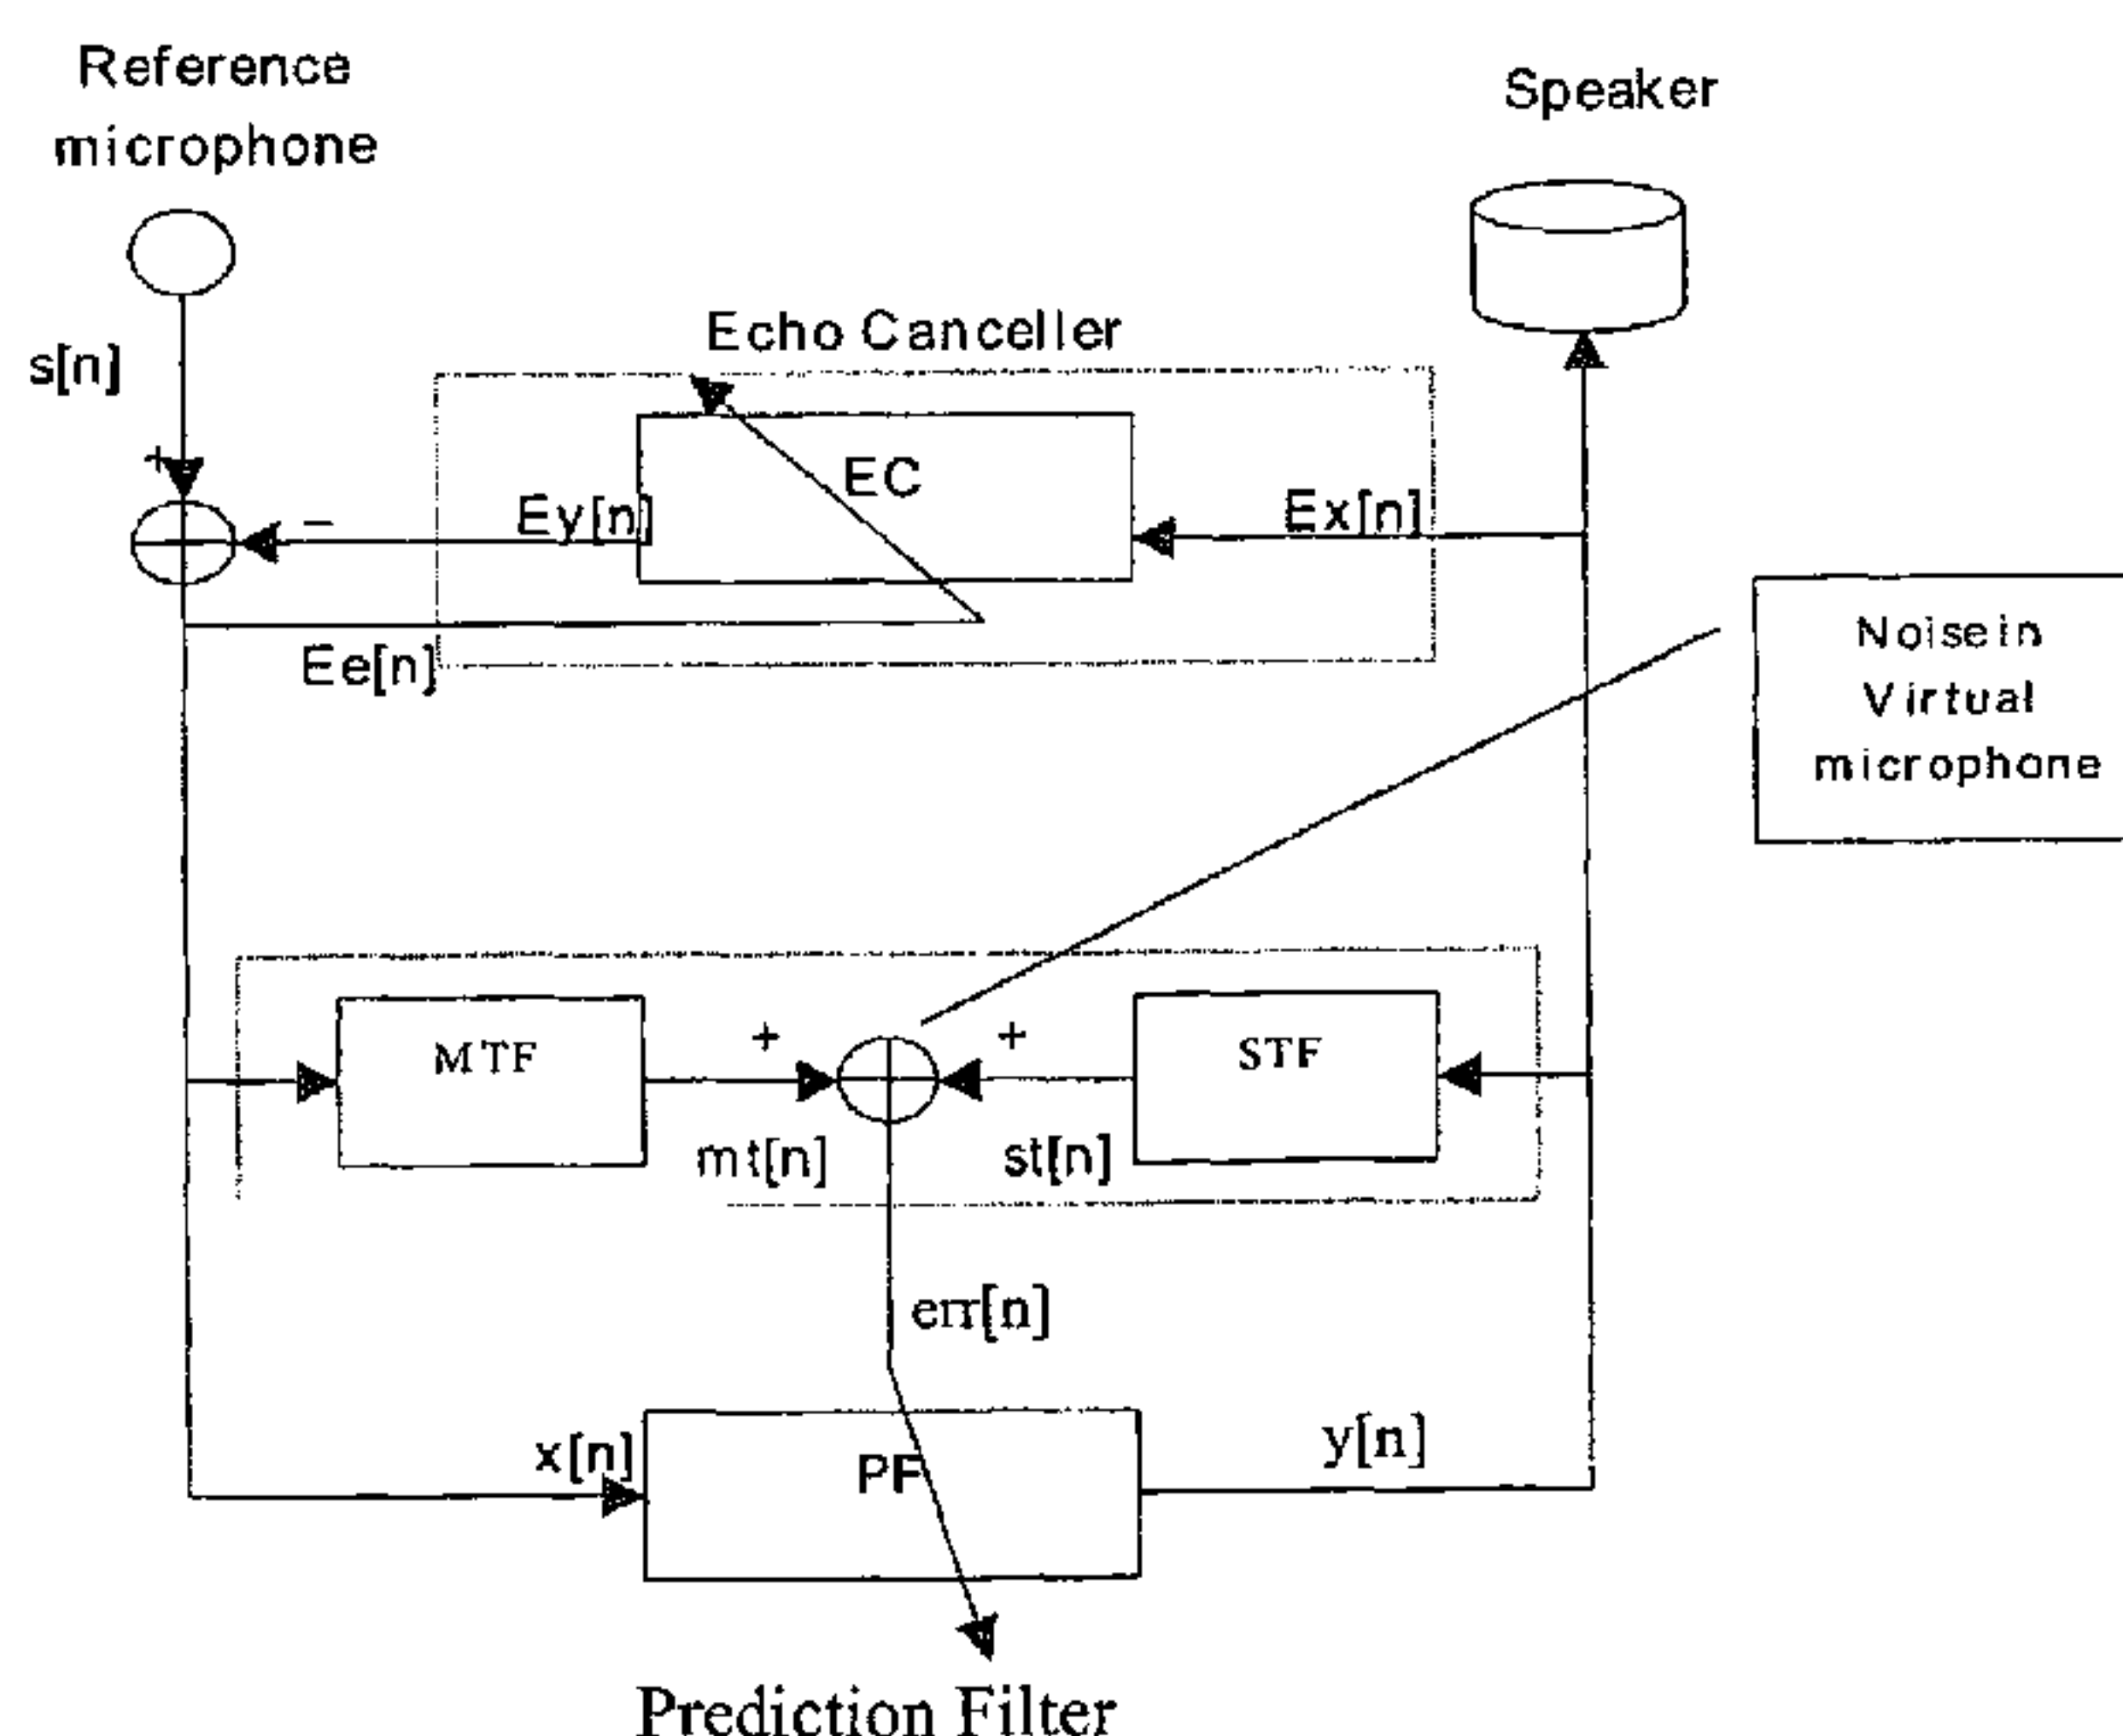 Reference
microphone
Speaker
Echo Canceller
s[n]
+
EC
Ey[n]
−
Ex[n]
Ee[n]
Noisein
Virtual
microphone
MTF
+
+
STF
mt[n]
st[n]
err[n]
x[n]
PF
y[n]
Prediction Filter